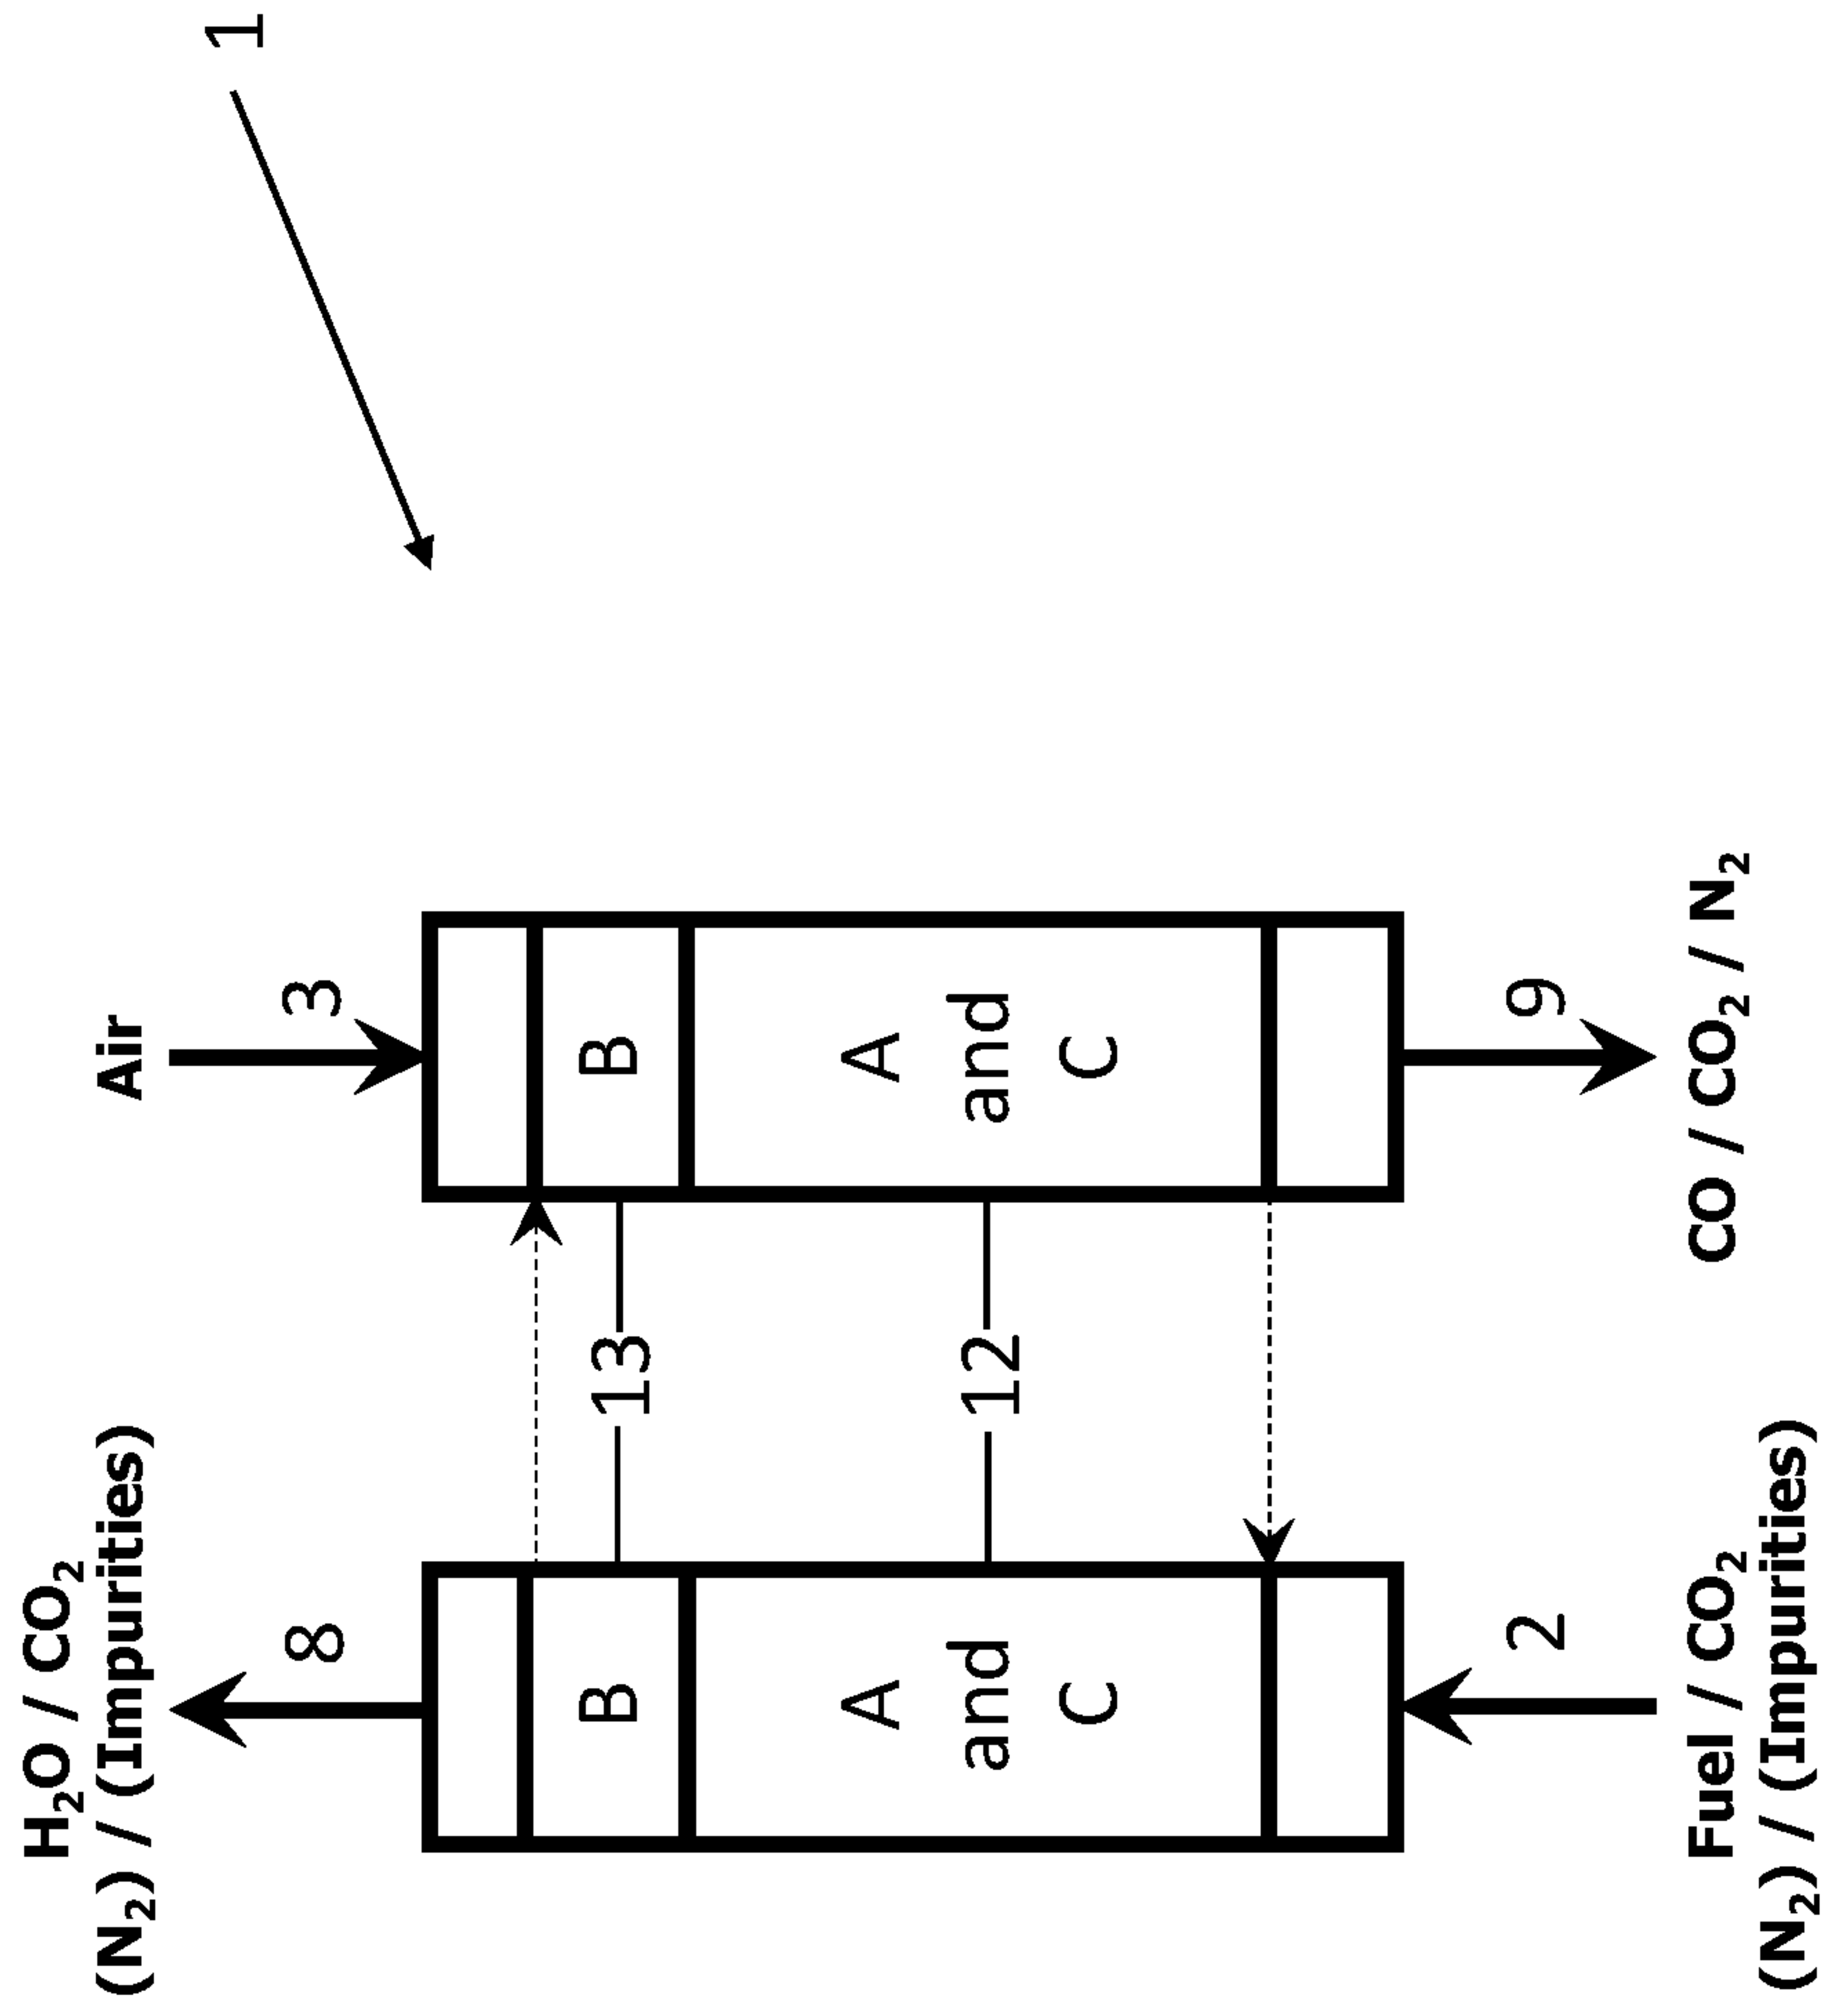 H₂O / CO₂
(N₂) / (Impurities)
Air
1
8
3
B
13
B
A
and
C
12
A
and
C
2
9
Fuel / CO₂
(N₂) / (Impurities)
CO / CO₂ / N₂